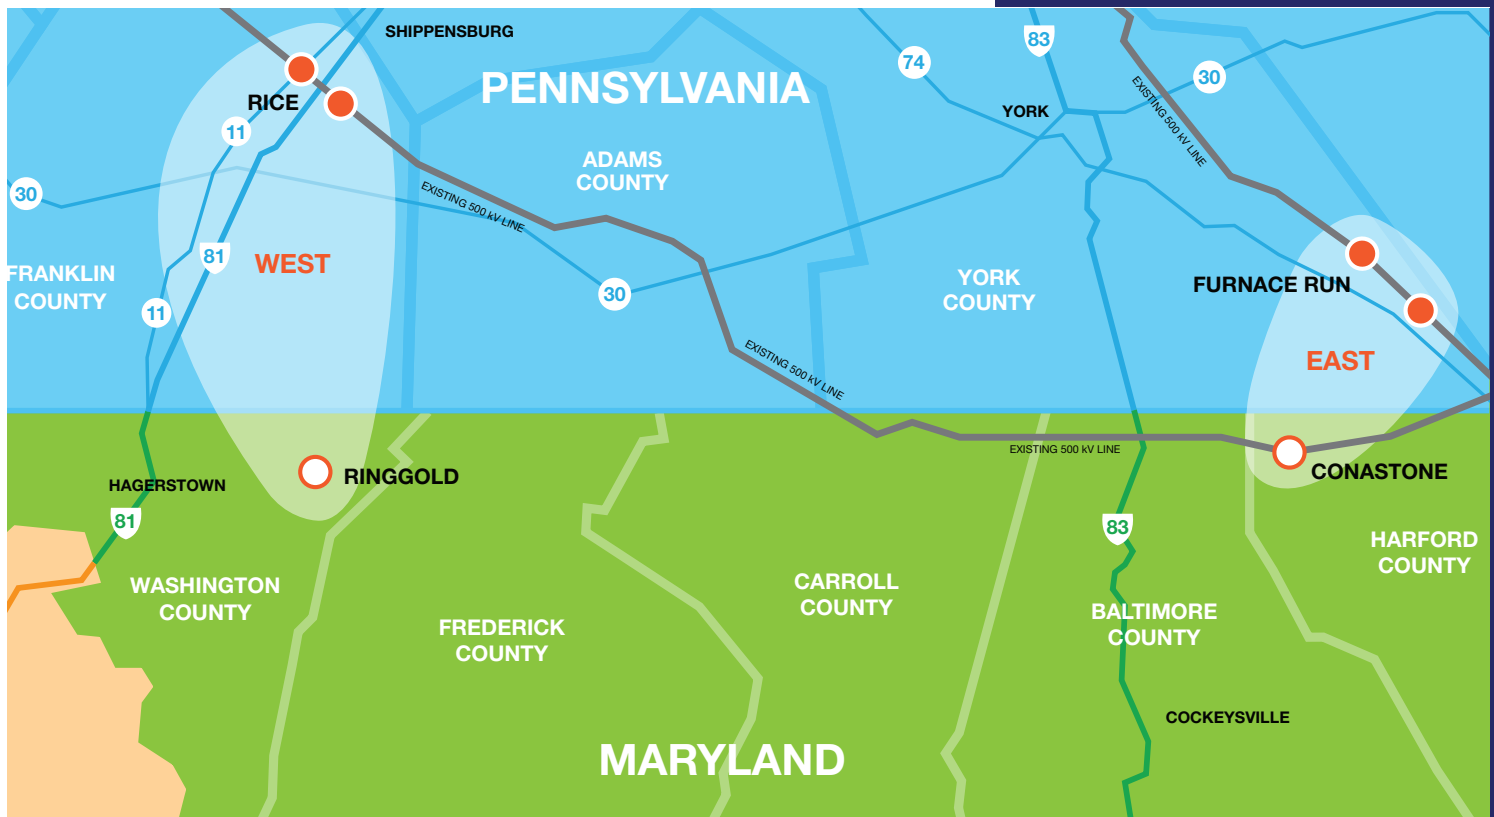 SHIPPENSBURG
83
74
PENNSYLVANIA
30
RICE
YORK
EXISTING 500 kV LINE
11
ADAMS
COUNTY
30
EXISTING 500 kV LINE
81
WEST
FRANKLIN
COUNTY
YORK
COUNTY
FURNACE RUN
30
11
EXISTING 500 kV LINE
EAST
EXISTING 500 kV LINE
RINGGOLD
CONASTONE
HAGERSTOWN
81
83
HARFORD
COUNTY
WASHINGTON
COUNTY
CARROLL
COUNTY
BALTIMORE
COUNTY
FREDERICK
COUNTY
COCKEYSVILLE
MARYLAND